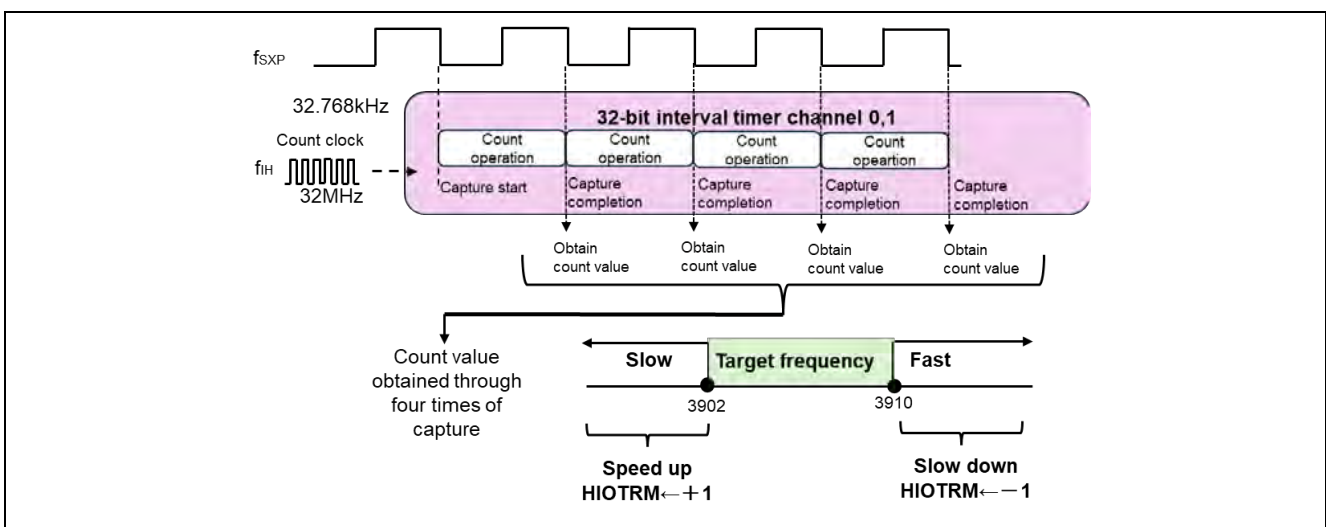 fSXP
32.768kHz
32-bit interval timer channel 0,1
Count clock
fIH
32MHz
Count
operation
Count
operation
Count
operation
Count
opeartion
Capture start
Capture
completion
Capture
completion
Capture
completion
Capture
completion
Obtain
count value
Obtain
count value
Obtain
count value
Obtain
count value
Count value
obtained through
four times of
capture
Slow
Target frequency
Fast
3902
3910
Speed up
HIOTRM←+1
Slow down
HIOTRM←−1